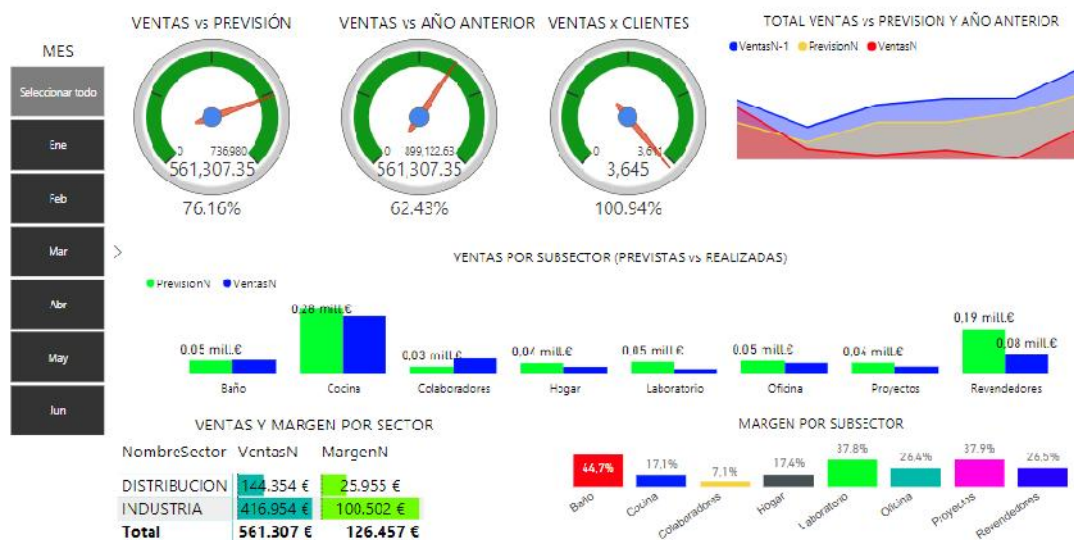 VENTAS vs PREVISIÓN
VENTAS vs AÑO ANTERIOR
VENTAS x CLIENTES
TOTAL VENTAS vs PREVISION Y AÑO ANTERIOR
VentasN-1 PrevisionN VentasN
MES
Seleccionar todo
Ene
Feb
Mar
Abr
May
Jun
0 736,980
561,307.35
76.16%
0 899,122.63
561,307.35
62.43%
0 3,611
3,645
100.94%
VENTAS POR SUBSECTOR (PREVISTAS vs REALIZADAS)
PrevisionN VentasN
0,05 mill.€
0,28 mill.€
0,03 mill.€
0,04 mill.€
0,05 mill.€
0,05 mill.€
0,04 mill.€
0,19 mill.€
0,08 mill.€
Baño Cocina Colaboradores Hogar Laboratorio Oficina Proyectos Revendedores
VENTAS Y MARGEN POR SECTOR
NombreSector VentasN MargenN
DISTRIBUCION 144.354 € 25.955 €
INDUSTRIA 416.954 € 100.502 €
Total 561.307 € 126.457 €
MARGEN POR SUBSECTOR
44,7% 17,1% 7,1% 17,4% 37.8% 26,4% 37.9% 26,5%
Baño Cocina Colaboradores Hogar Laboratorio Oficina Proyectos Revendedores